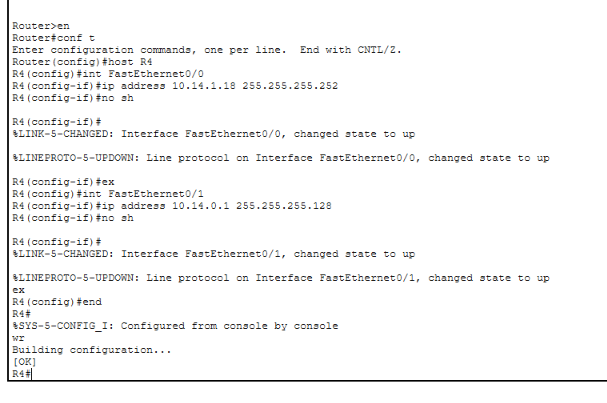 Router>en
Router#conf t
Enter configuration commands, one per line.  End with CNTL/Z.
Router(config)#host R4
R4(config)#int FastEthernet0/0
R4(config-if)#ip address 10.14.1.18 255.255.255.252
R4(config-if)#no sh
R4(config-if)#
%LINK-5-CHANGED: Interface FastEthernet0/0, changed state to up
%LINEPROTO-5-UPDOWN: Line protocol on Interface FastEthernet0/0, changed state to up
R4(config-if)#ex
R4(config)#int FastEthernet0/1
R4(config-if)#ip address 10.14.0.1 255.255.255.128
R4(config-if)#no sh
R4(config-if)#
%LINK-5-CHANGED: Interface FastEthernet0/1, changed state to up
%LINEPROTO-5-UPDOWN: Line protocol on Interface FastEthernet0/1, changed state to up
ex
R4(config)#end
R4#
%SYS-5-CONFIG_I: Configured from console by console
wr
Building configuration...
[OK]
R4#